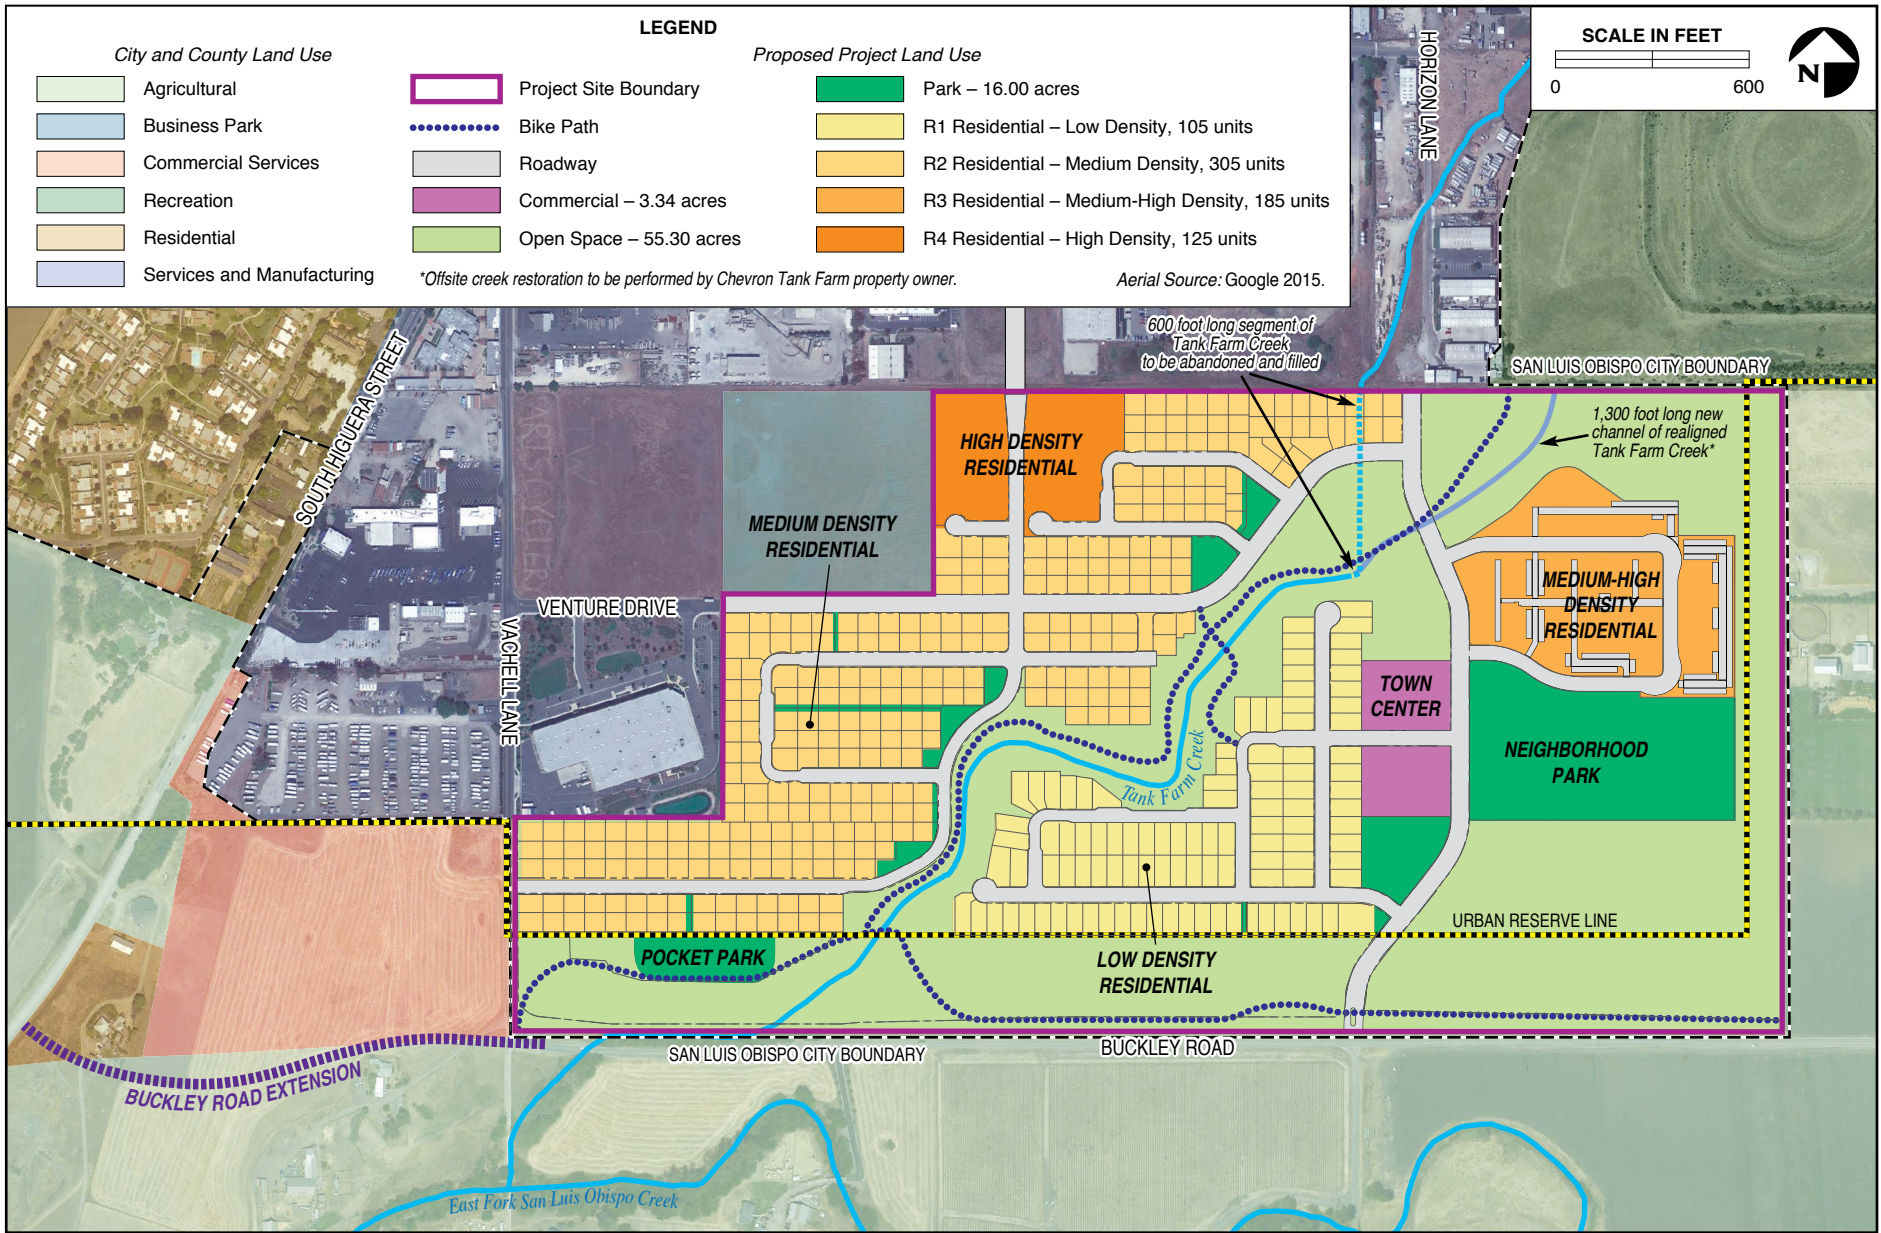 LEGEND
City and County Land Use
Agricultural
Business Park
Commercial Services
Recreation
Residential
Services and Manufacturing
Project Site Boundary
Bike Path
Roadway
Commercial – 3.34 acres
Open Space – 55.30 acres
Proposed Project Land Use
Park – 16.00 acres
R1 Residential – Low Density, 105 units
R2 Residential – Medium Density, 305 units
R3 Residential – Medium-High Density, 185 units
R4 Residential – High Density, 125 units
*Offsite creek restoration to be performed by Chevron Tank Farm property owner.
Aerial Source: Google 2015.
HORIZON LANE
SCALE IN FEET
0
600
N
600 foot long segment of
Tank Farm Creek
to be abandoned and filled
SAN LUIS OBISPO CITY BOUNDARY
1,300 foot long new
channel of realigned
Tank Farm Creek*
SOUTH HIGUERA STREET
HIGH DENSITY
RESIDENTIAL
MEDIUM DENSITY
RESIDENTIAL
MEDIUM-HIGH
DENSITY
RESIDENTIAL
VENTURE DRIVE
VACHELL LANE
TOWN
CENTER
NEIGHBORHOOD
PARK
Tank Farm Creek
URBAN RESERVE LINE
POCKET PARK
LOW DENSITY
RESIDENTIAL
BUCKLEY ROAD EXTENSION
SAN LUIS OBISPO CITY BOUNDARY
BUCKLEY ROAD
East Fork San Luis Obispo Creek